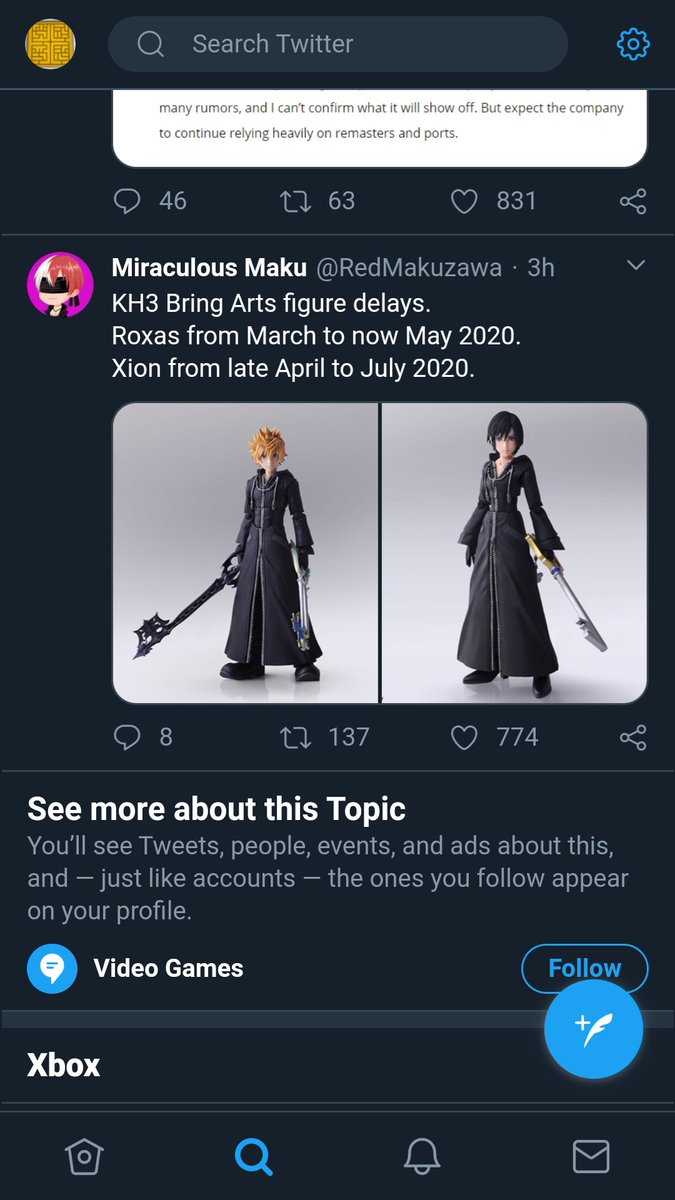 Search Twitter
many rumors, and I can't confirm what it will show off. But expect the company
to continue relying heavily on remasters and ports.
46 63 831
Miraculous Maku @RedMakuzawa · 3h
KH3 Bring Arts figure delays.
Roxas from March to now May 2020.
Xion from late April to July 2020.
8 137 774
See more about this Topic
You'll see Tweets, people, events, and ads about this,
and — just like accounts — the ones you follow appear
on your profile.
Video Games Follow
Xbox